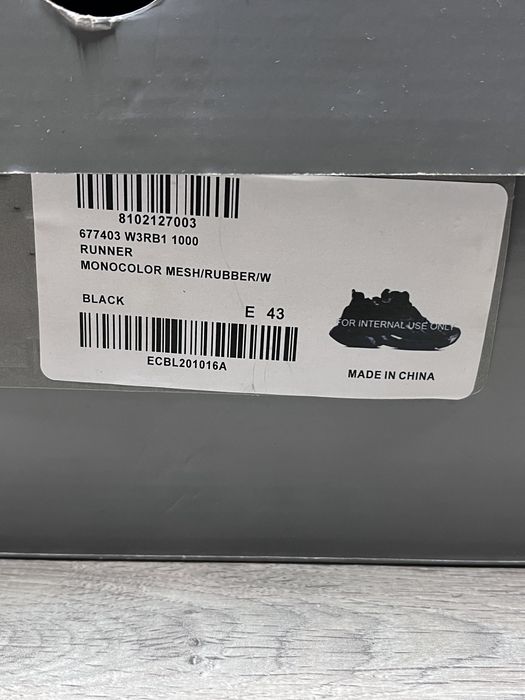 8102127003
677403 W3RB1 1000
RUNNER
MONOCOLOR MESH/RUBBER/W
BLACK
E 43
FOR INTERNAL USE ONLY
ECBL201016A
MADE IN CHINA